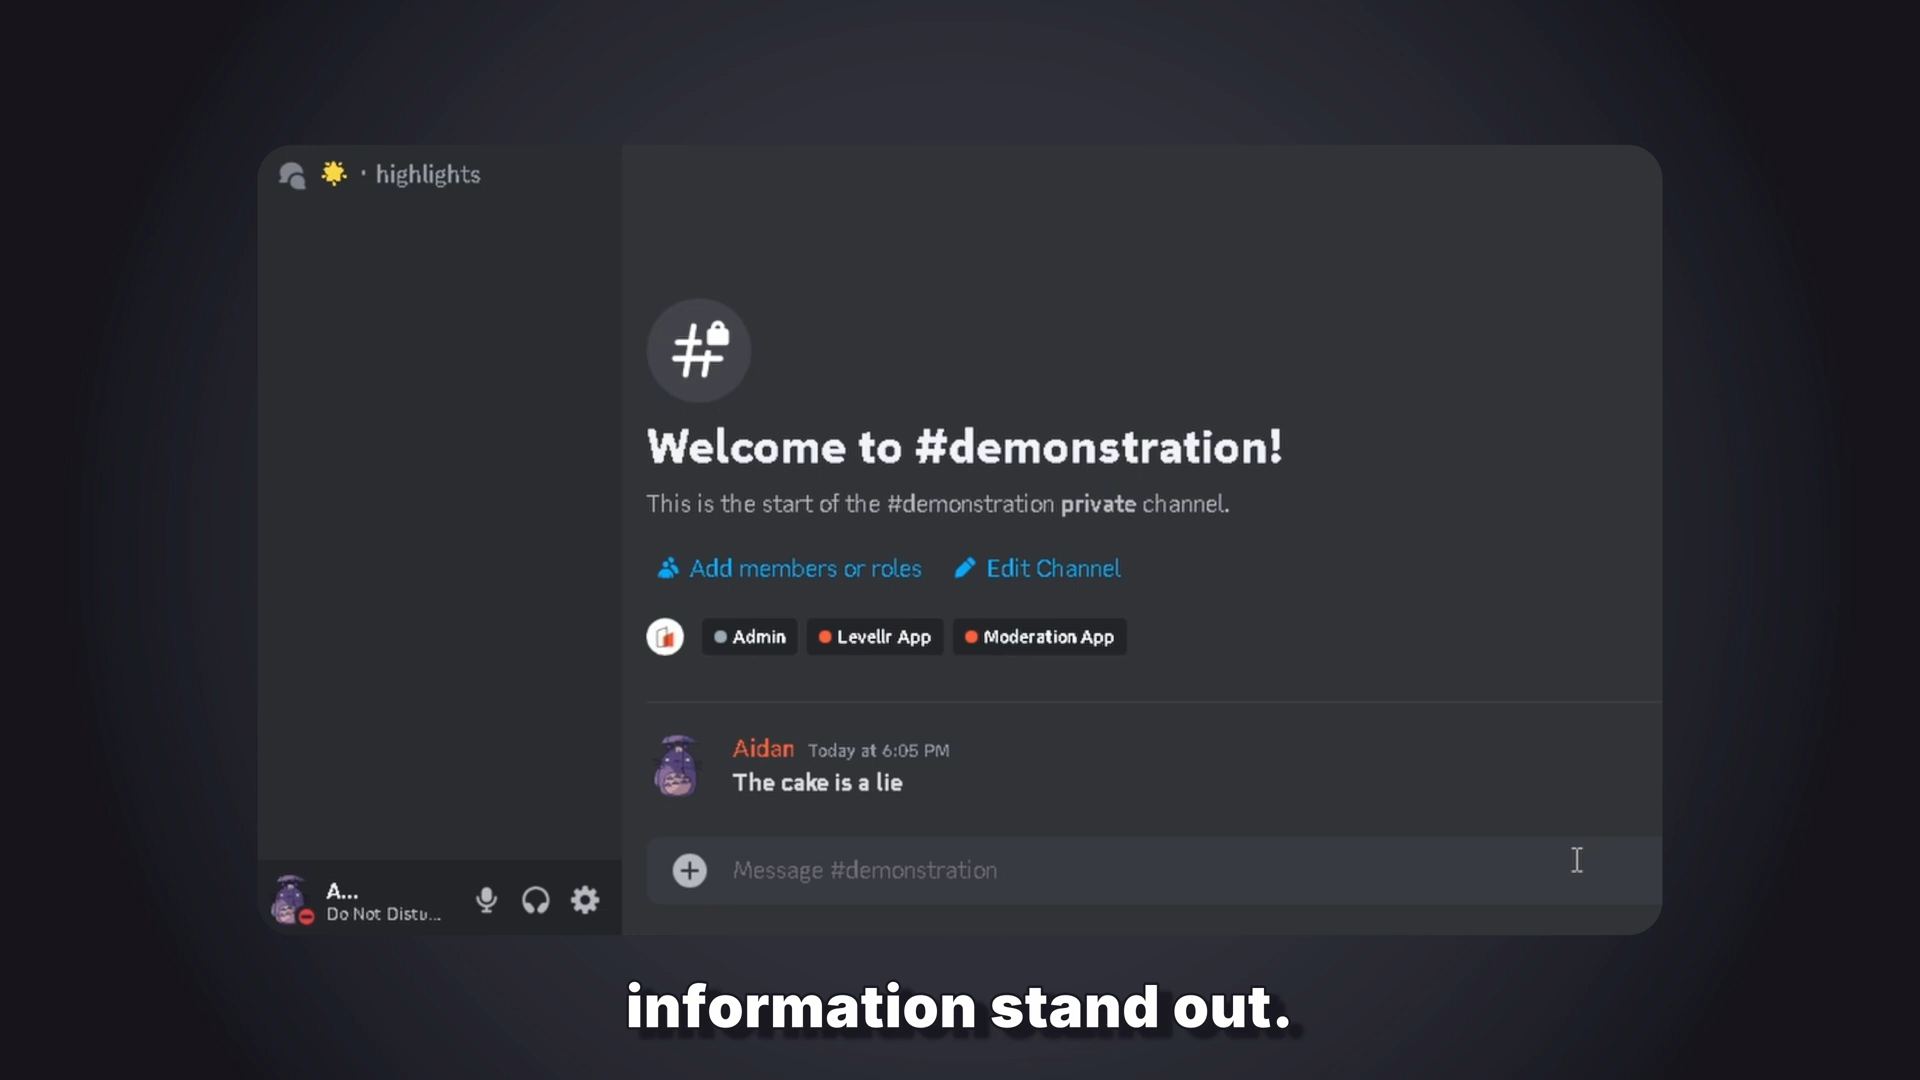 · highlights
Welcome to #demonstration!
This is the start of the #demonstration private channel.
Add members or roles Edit Channel
Admin Levellr App Moderation App
Aidan Today at 6:05 PM
The cake is a lie
Message #demonstration
A...
Do Not Distu...
information stand out.